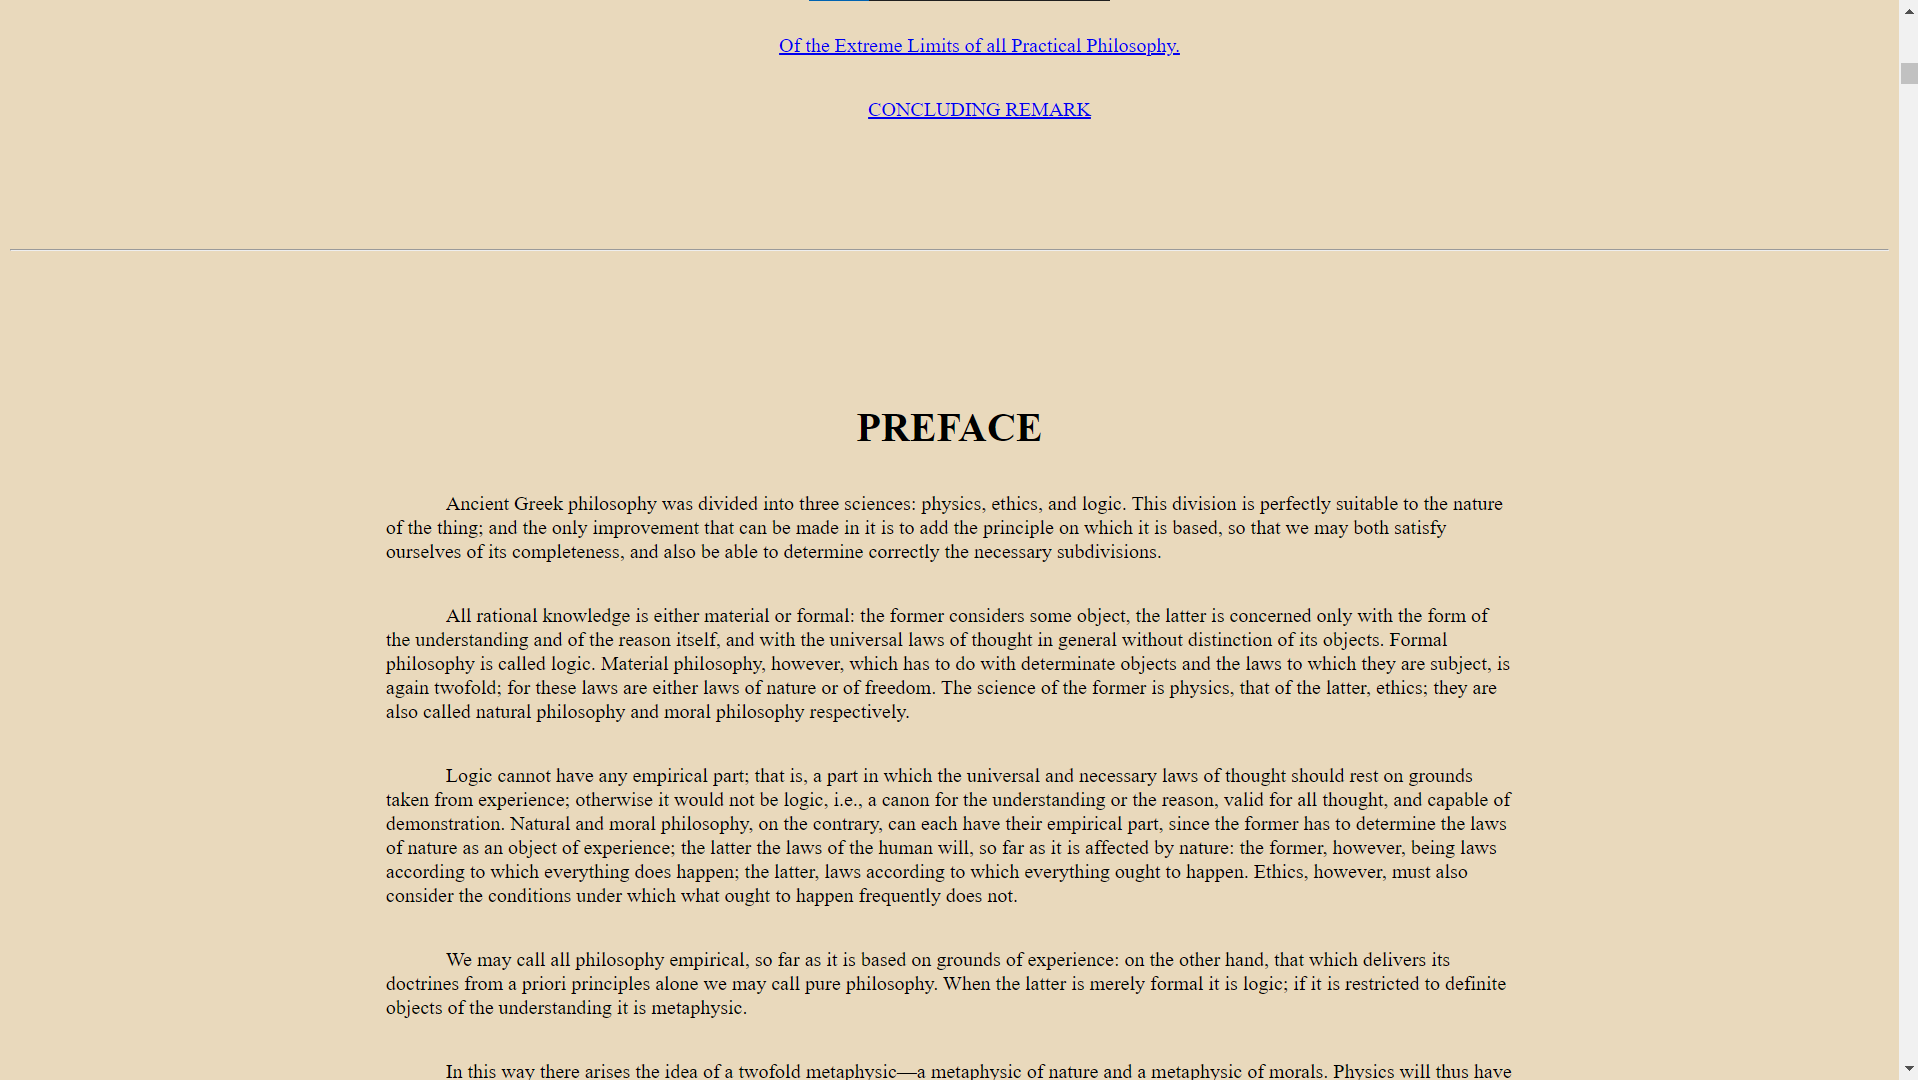 Of the Extreme Limits of all Practical Philosophy.
CONCLUDING REMARK
PREFACE
Ancient Greek philosophy was divided into three sciences: physics, ethics, and logic. This division is perfectly suitable to the nature
of the thing; and the only improvement that can be made in it is to add the principle on which it is based, so that we may both satisfy
ourselves of its completeness, and also be able to determine correctly the necessary subdivisions.
All rational knowledge is either material or formal: the former considers some object, the latter is concerned only with the form of
the understanding and of the reason itself, and with the universal laws of thought in general without distinction of its objects. Formal
philosophy is called logic. Material philosophy, however, which has to do with determinate objects and the laws to which they are subject, is
again twofold; for these laws are either laws of nature or of freedom. The science of the former is physics, that of the latter, ethics; they are
also called natural philosophy and moral philosophy respectively.
Logic cannot have any empirical part; that is, a part in which the universal and necessary laws of thought should rest on grounds
taken from experience; otherwise it would not be logic, i.e., a canon for the understanding or the reason, valid for all thought, and capable of
demonstration. Natural and moral philosophy, on the contrary, can each have their empirical part, since the former has to determine the laws
of nature as an object of experience; the latter the laws of the human will, so far as it is affected by nature: the former, however, being laws
according to which everything does happen; the latter, laws according to which everything ought to happen. Ethics, however, must also
consider the conditions under which what ought to happen frequently does not.
We may call all philosophy empirical, so far as it is based on grounds of experience: on the other hand, that which delivers its
doctrines from a priori principles alone we may call pure philosophy. When the latter is merely formal it is logic; if it is restricted to definite
objects of the understanding it is metaphysic.
In this way there arises the idea of a twofold metaphysic—a metaphysic of nature and a metaphysic of morals. Physics will thus have